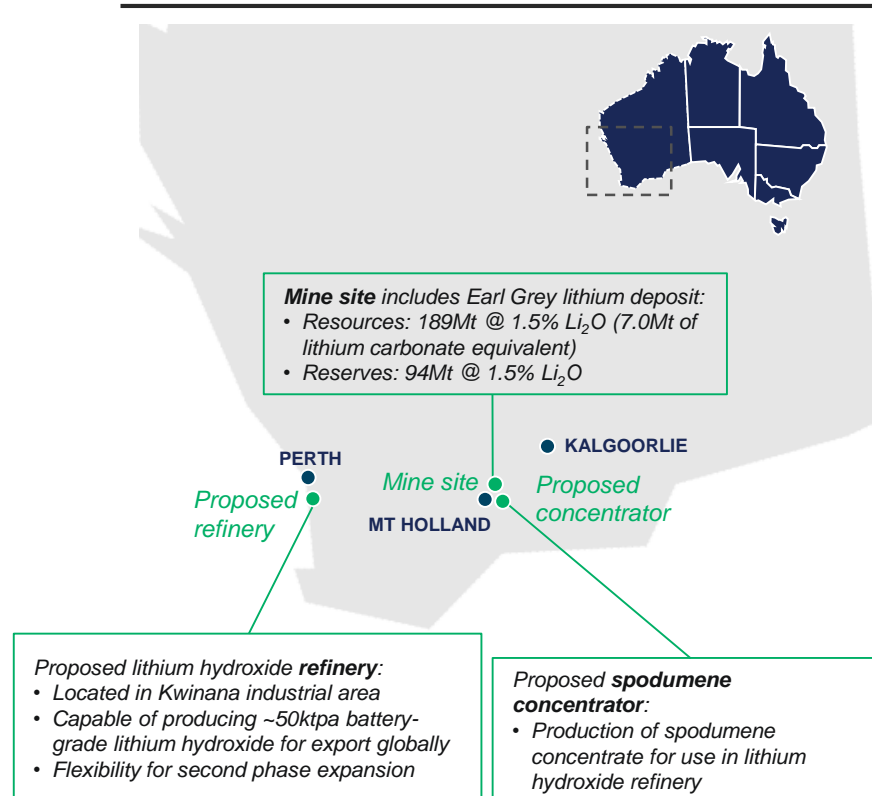 Mine site includes Earl Grey lithium deposit:
• Resources: 189Mt @ 1.5% Li₂O (7.0Mt of
lithium carbonate equivalent)
• Reserves: 94Mt @ 1.5% Li₂O
KALGOORLIE
PERTH
Mine site
Proposed
concentrator
Proposed
refinery
MT HOLLAND
Proposed lithium hydroxide refinery:
• Located in Kwinana industrial area
• Capable of producing ~50ktpa battery-
grade lithium hydroxide for export globally
• Flexibility for second phase expansion
Proposed spodumene
concentrator:
• Production of spodumene
concentrate for use in lithium
hydroxide refinery